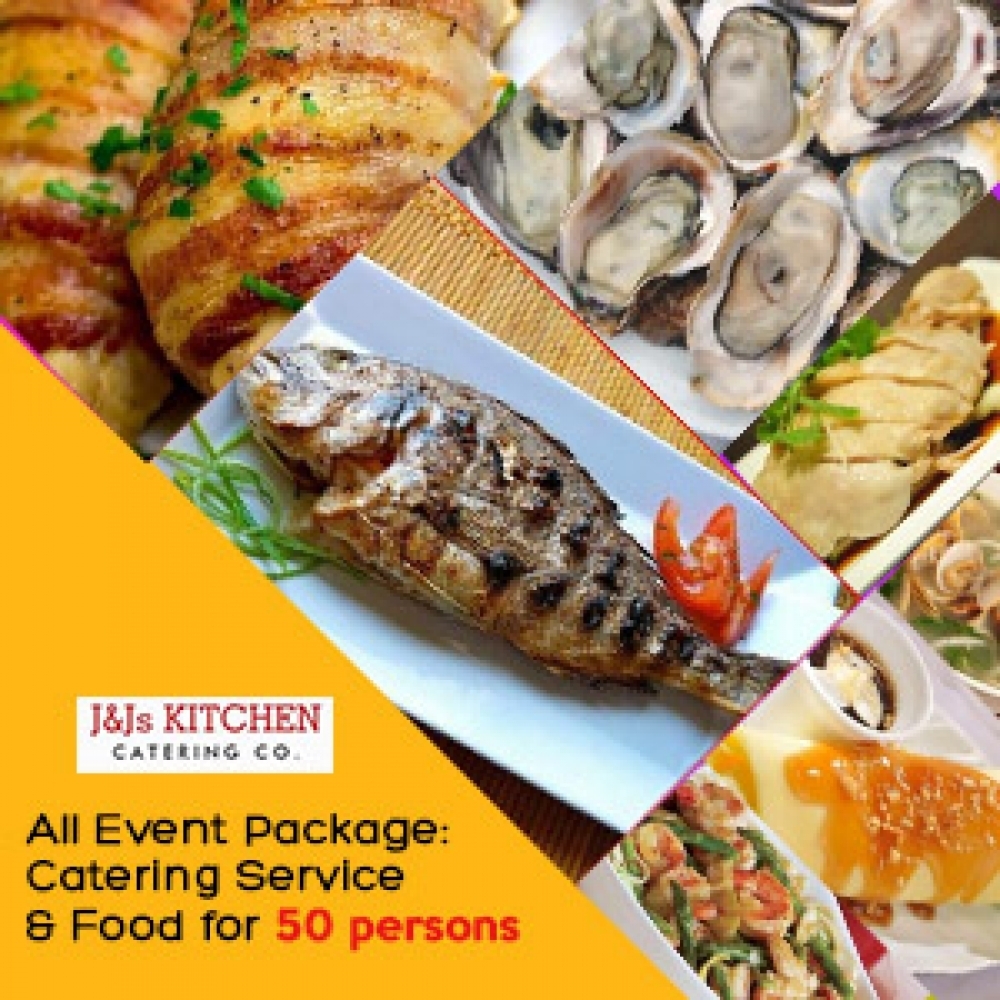 J&Js KITCHEN
CATERING CO.
All Event Package:
Catering Service
& Food for 50 persons